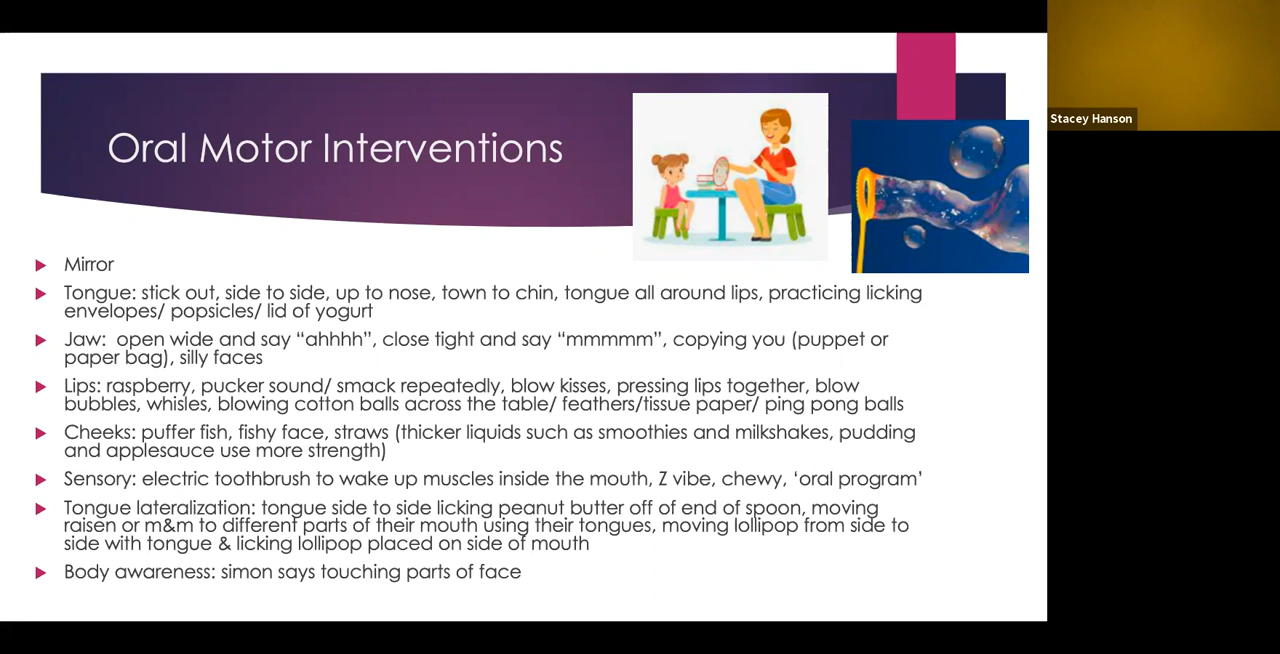 Oral Motor Interventions
Stacey Hanson
Mirror
Tongue: stick out, side to side, up to nose, town to chin, tongue all around lips, practicing licking
envelopes/ popsicles/ lid of yogurt
Jaw:  open wide and say “ahhhh”, close tight and say “mmmmm”, copying you (puppet or
paper bag), silly faces
Lips: raspberry, pucker sound/ smack repeatedly, blow kisses, pressing lips together, blow
bubbles, whisles, blowing cotton balls across the table/ feathers/tissue paper/ ping pong balls
Cheeks: puffer fish, fishy face, straws (thicker liquids such as smoothies and milkshakes, pudding
and applesauce use more strength)
Sensory: electric toothbrush to wake up muscles inside the mouth, Z vibe, chewy, ‘oral program’
Tongue lateralization: tongue side to side licking peanut butter off of end of spoon, moving
raisen or m&m to different parts of their mouth using their tongues, moving lollipop from side to
side with tongue & licking lollipop placed on side of mouth
Body awareness: simon says touching parts of face